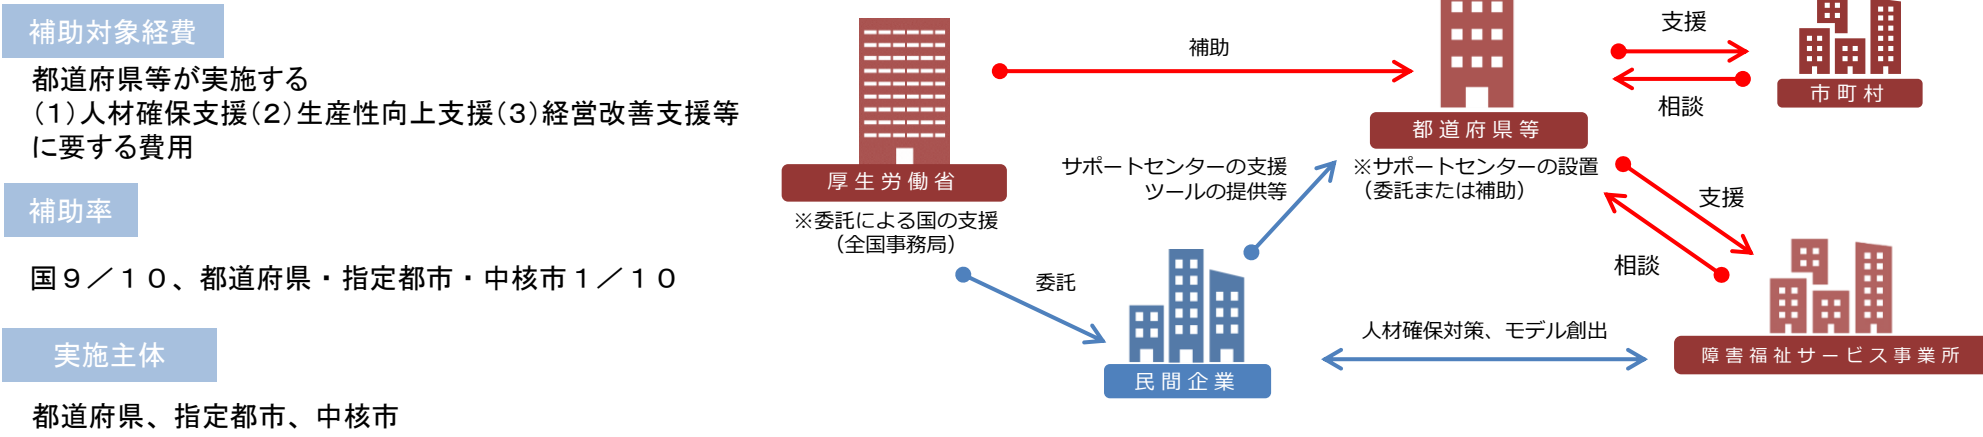 補助対象経費
都道府県等が実施する
（１）人材確保支援（２）生産性向上支援（３）経営改善支援等
に要する費用
補助率
国９／１０、都道府県・指定都市・中核市１／１０
実施主体
都道府県、指定都市、中核市
厚生労働省
※委託による国の支援
（全国事務局）
補助
都道府県等
※サポートセンターの設置
（委託または補助）
支援
相談
市町村
サポートセンターの支援
ツールの提供等
委託
民間企業
支援
相談
人材確保対策、モデル創出
障害福祉サービス事業所